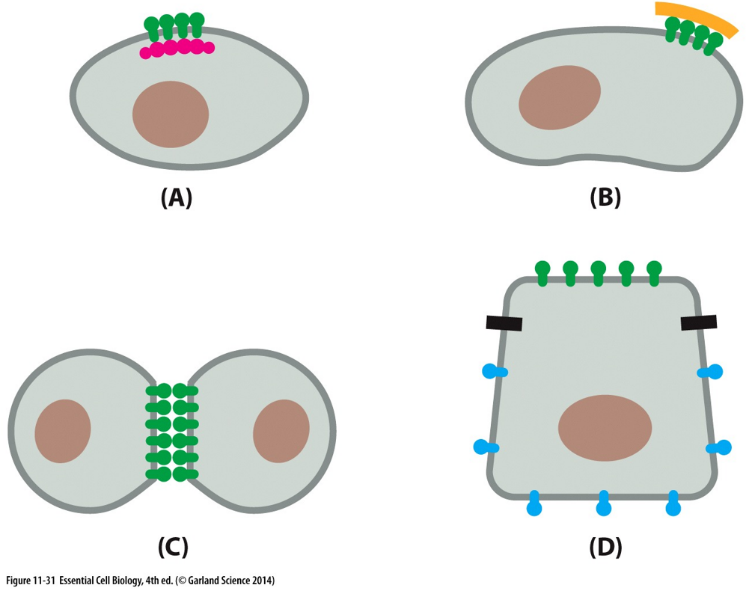 (A)
(B)
(C)
(D)
Figure 11-31 Essential Cell Biology, 4th ed. (© Garland Science 2014)